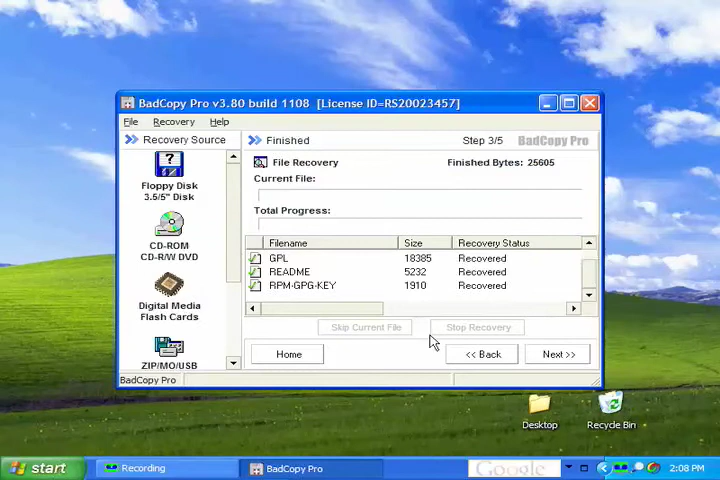 BadCopy Pro v3.80 build 1108 [License ID=RS20023457]
File Recovery Help
Recovery Source
Finished
Step 3/5
BadCopy Pro
Floppy Disk
3.5/5" Disk
CD-ROM
CD-R/W DVD
Digital Media
Flash Cards
ZIP/MO/USB
File Recovery
Finished Bytes: 25605
Current File:
Total Progress:
Filename Size Recovery Status
GPL 18385 Recovered
README 5232 Recovered
RPM-GPG-KEY 1910 Recovered
Skip Current File
Stop Recovery
Home
<< Back
Next >>
BadCopy Pro
Desktop
Recycle Bin
start
Recording
BadCopy Pro
Google
2:08 PM